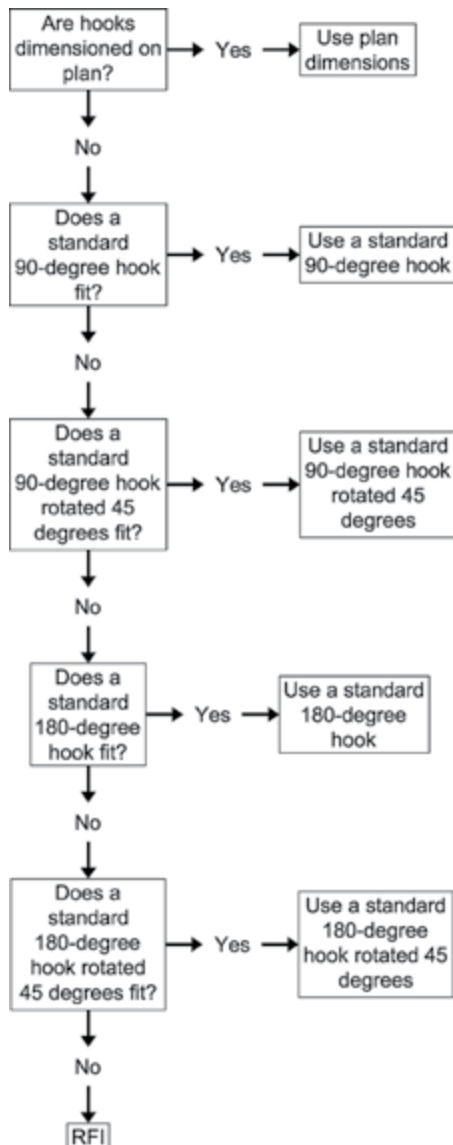 Are hooks
dimensioned on
plan?
Yes
Use plan
dimensions
No
Does a
standard
90-degree hook
fit?
Yes
Use a standard
90-degree hook
No
Does a
standard
90-degree hook
rotated 45
degrees fit?
Yes
Use a standard
90-degree hook
rotated 45
degrees
No
Does a
standard
180-degree
hook fit?
Yes
Use a standard
180-degree
hook
No
Does a
standard
180-degree
hook rotated
45 degrees fit?
Yes
Use a standard
180-degree
hook rotated 45
degrees
No
RFI